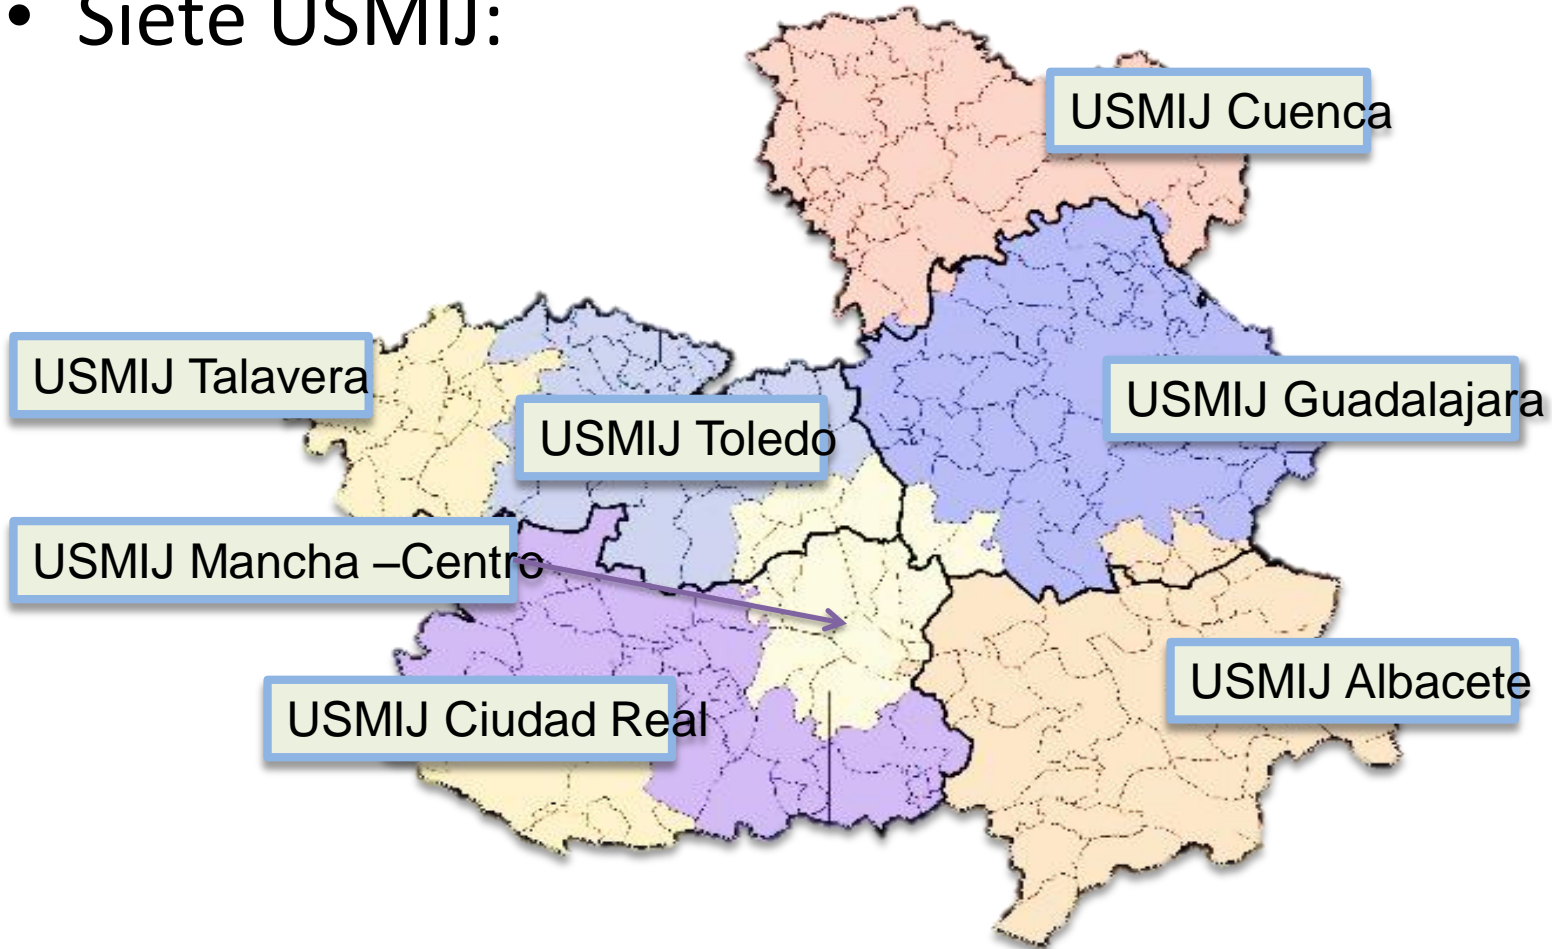 • Siete USMIJ:
USMIJ Cuenca
USMIJ Talavera
USMIJ Guadalajara
USMIJ Toledo
USMIJ Mancha –Centro
USMIJ Albacete
USMIJ Ciudad Real